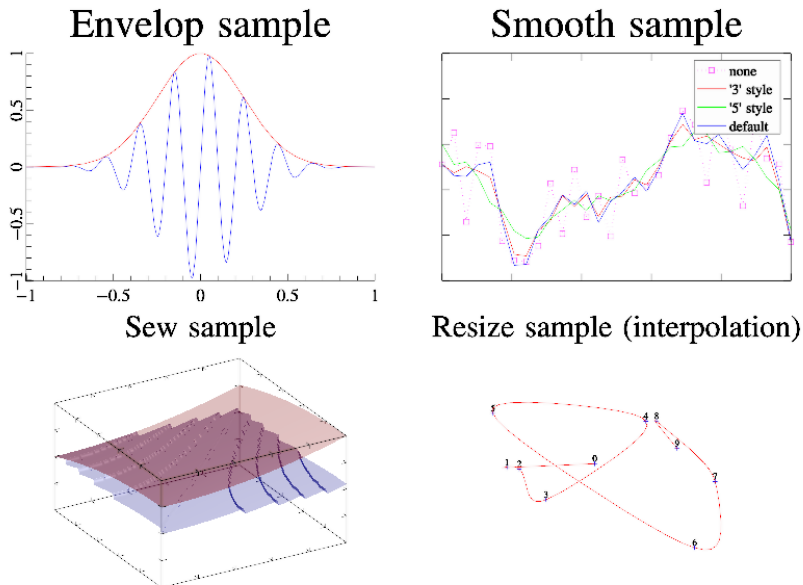 Envelop sample
Smooth sample
1
0.5
0
−0.5
−1
−1
−0.5
0
0.5
1
none
'3' style
'5' style
default
Sew sample
Resize sample (interpolation)
5
4 8
9
1 2
0
7
3
6